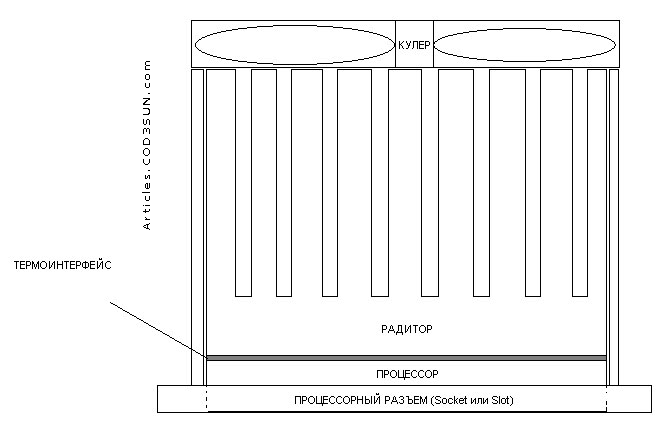 КУЛЕР
Articles.COD3SUN.com
ТЕРМОИНТЕРФЕЙС
РАДИТОР
ПРОЦЕССОР
ПРОЦЕССОРНЫЙ РАЗЪЕМ (Socket или Slot)